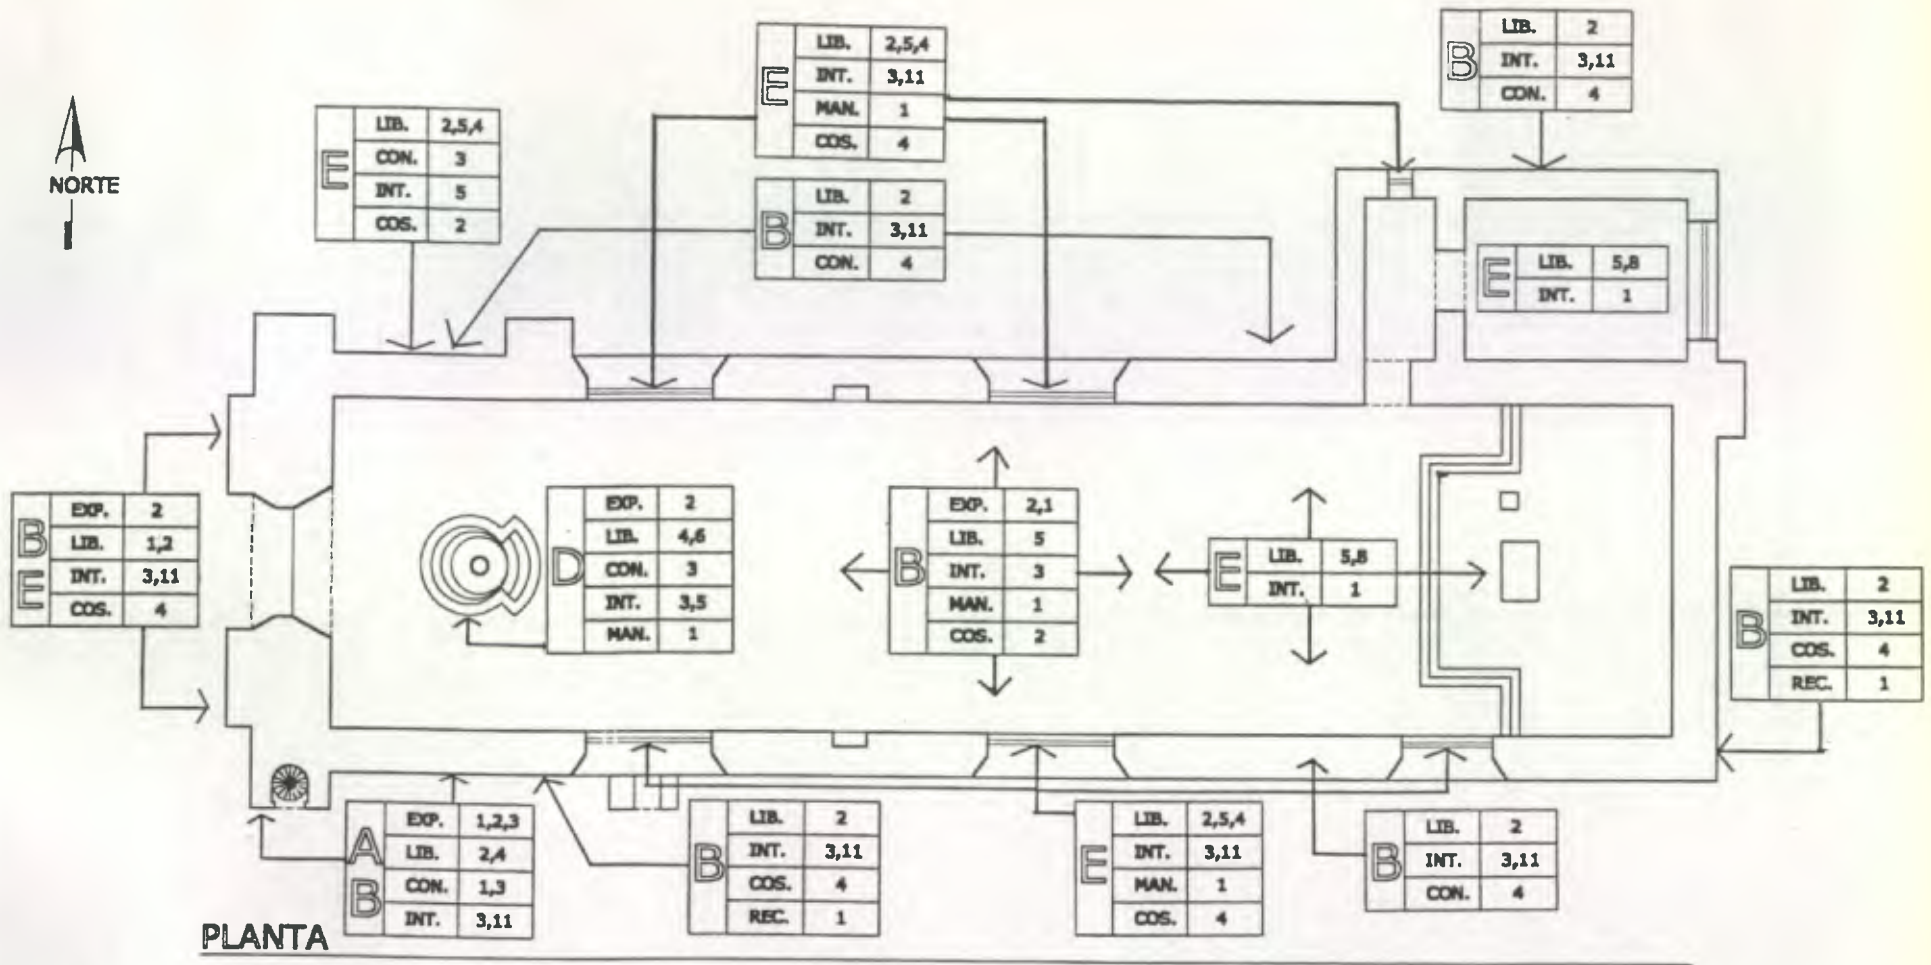 LIB. 2
B INT. 3,11
CON. 4
LIB. 2,5,4
E INT. 3,11
MAN. 1
COS. 4
NORTE
LIB. 2,5,4
E CON. 3
INT. 5
COS. 2
LIB. 2
B INT. 3,11
CON. 4
E LIB. 5,8
INT. 1
B EXP. 2
LIB. 1,2
E INT. 3,11
COS. 4
EXP. 2
LIB. 4,6
D CON. 3
INT. 3,5
MAN. 1
EXP. 2,1
LIB. 5
B INT. 3
MAN. 1
COS. 2
E LIB. 5,8
INT. 1
LIB. 2
B INT. 3,11
COS. 4
REC. 1
A EXP. 1,2,3
LIB. 2,4
B CON. 1,3
INT. 3,11
LIB. 2
B INT. 3,11
COS. 4
REC. 1
LIB. 2,5,4
E INT. 3,11
MAN. 1
COS. 4
LIB. 2
B INT. 3,11
CON. 4
PLANTA